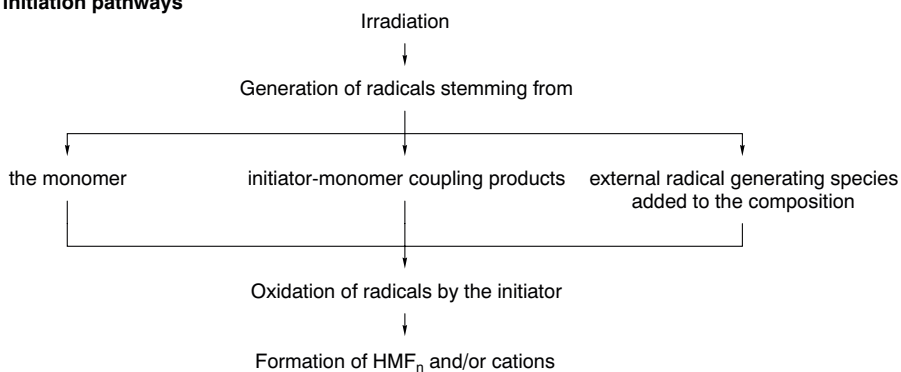 initiation pathways
Irradiation
Generation of radicals stemming from
the monomer
initiator-monomer coupling products
external radical generating species
added to the composition
Oxidation of radicals by the initiator
Formation of HMFₙ and/or cations